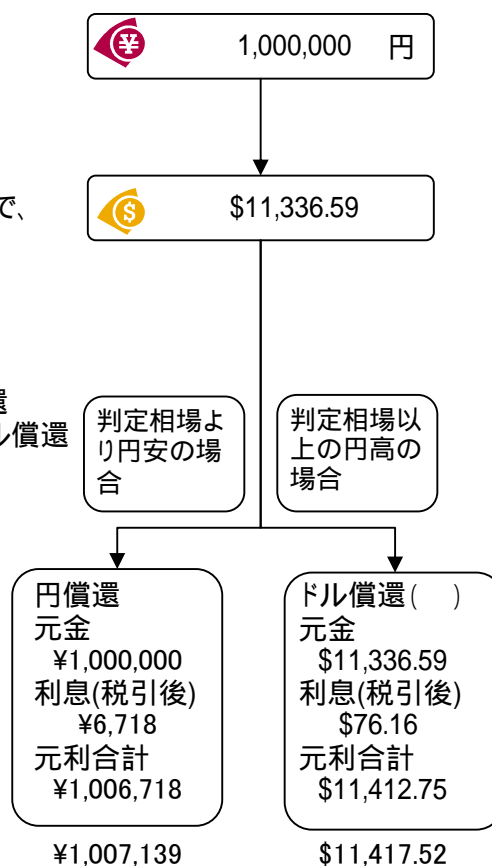 1,000,000 円
で、
$11,336.59
還
ル償還
判定相場よ
り円安の場
合
判定相場以
上の円高の
場合
円償還
元金
¥1,000,000
利息(税引後)
¥6,718
元利合計
¥1,006,718
ドル償還( )
元金
$11,336.59
利息(税引後)
$76.16
元利合計
$11,412.75
¥1,007,139
$11,417.52